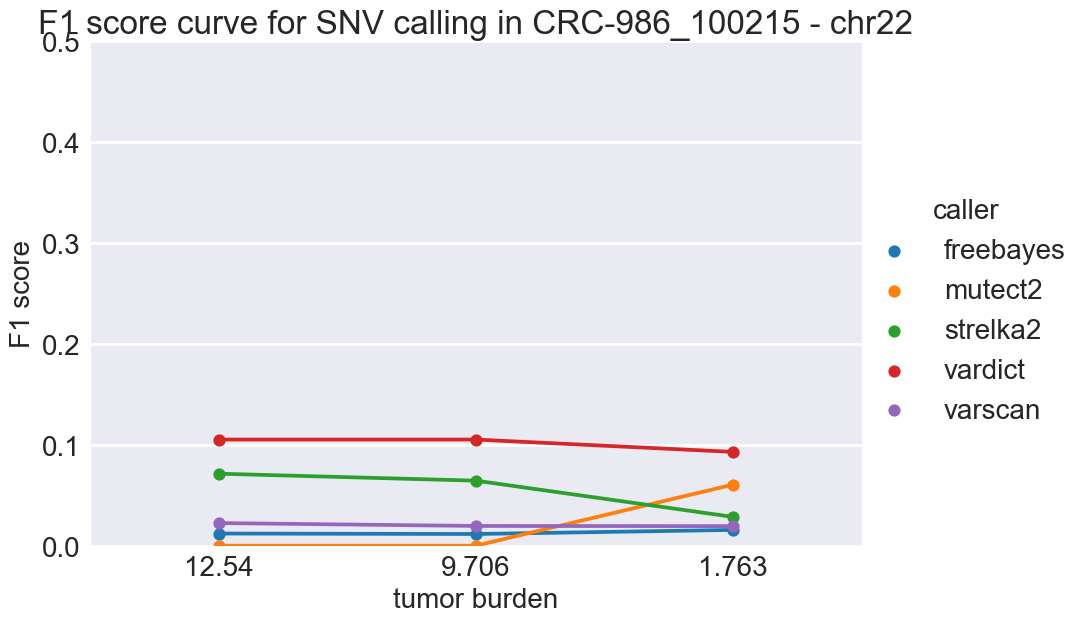 F1 score curve for SNV calling in CRC-986_100215 - chr22
0.5
0.4
0.3
0.2
0.1
0.0
F1 score
12.54 9.706 1.763
tumor burden
caller
freebayes
mutect2
strelka2
vardict
varscan